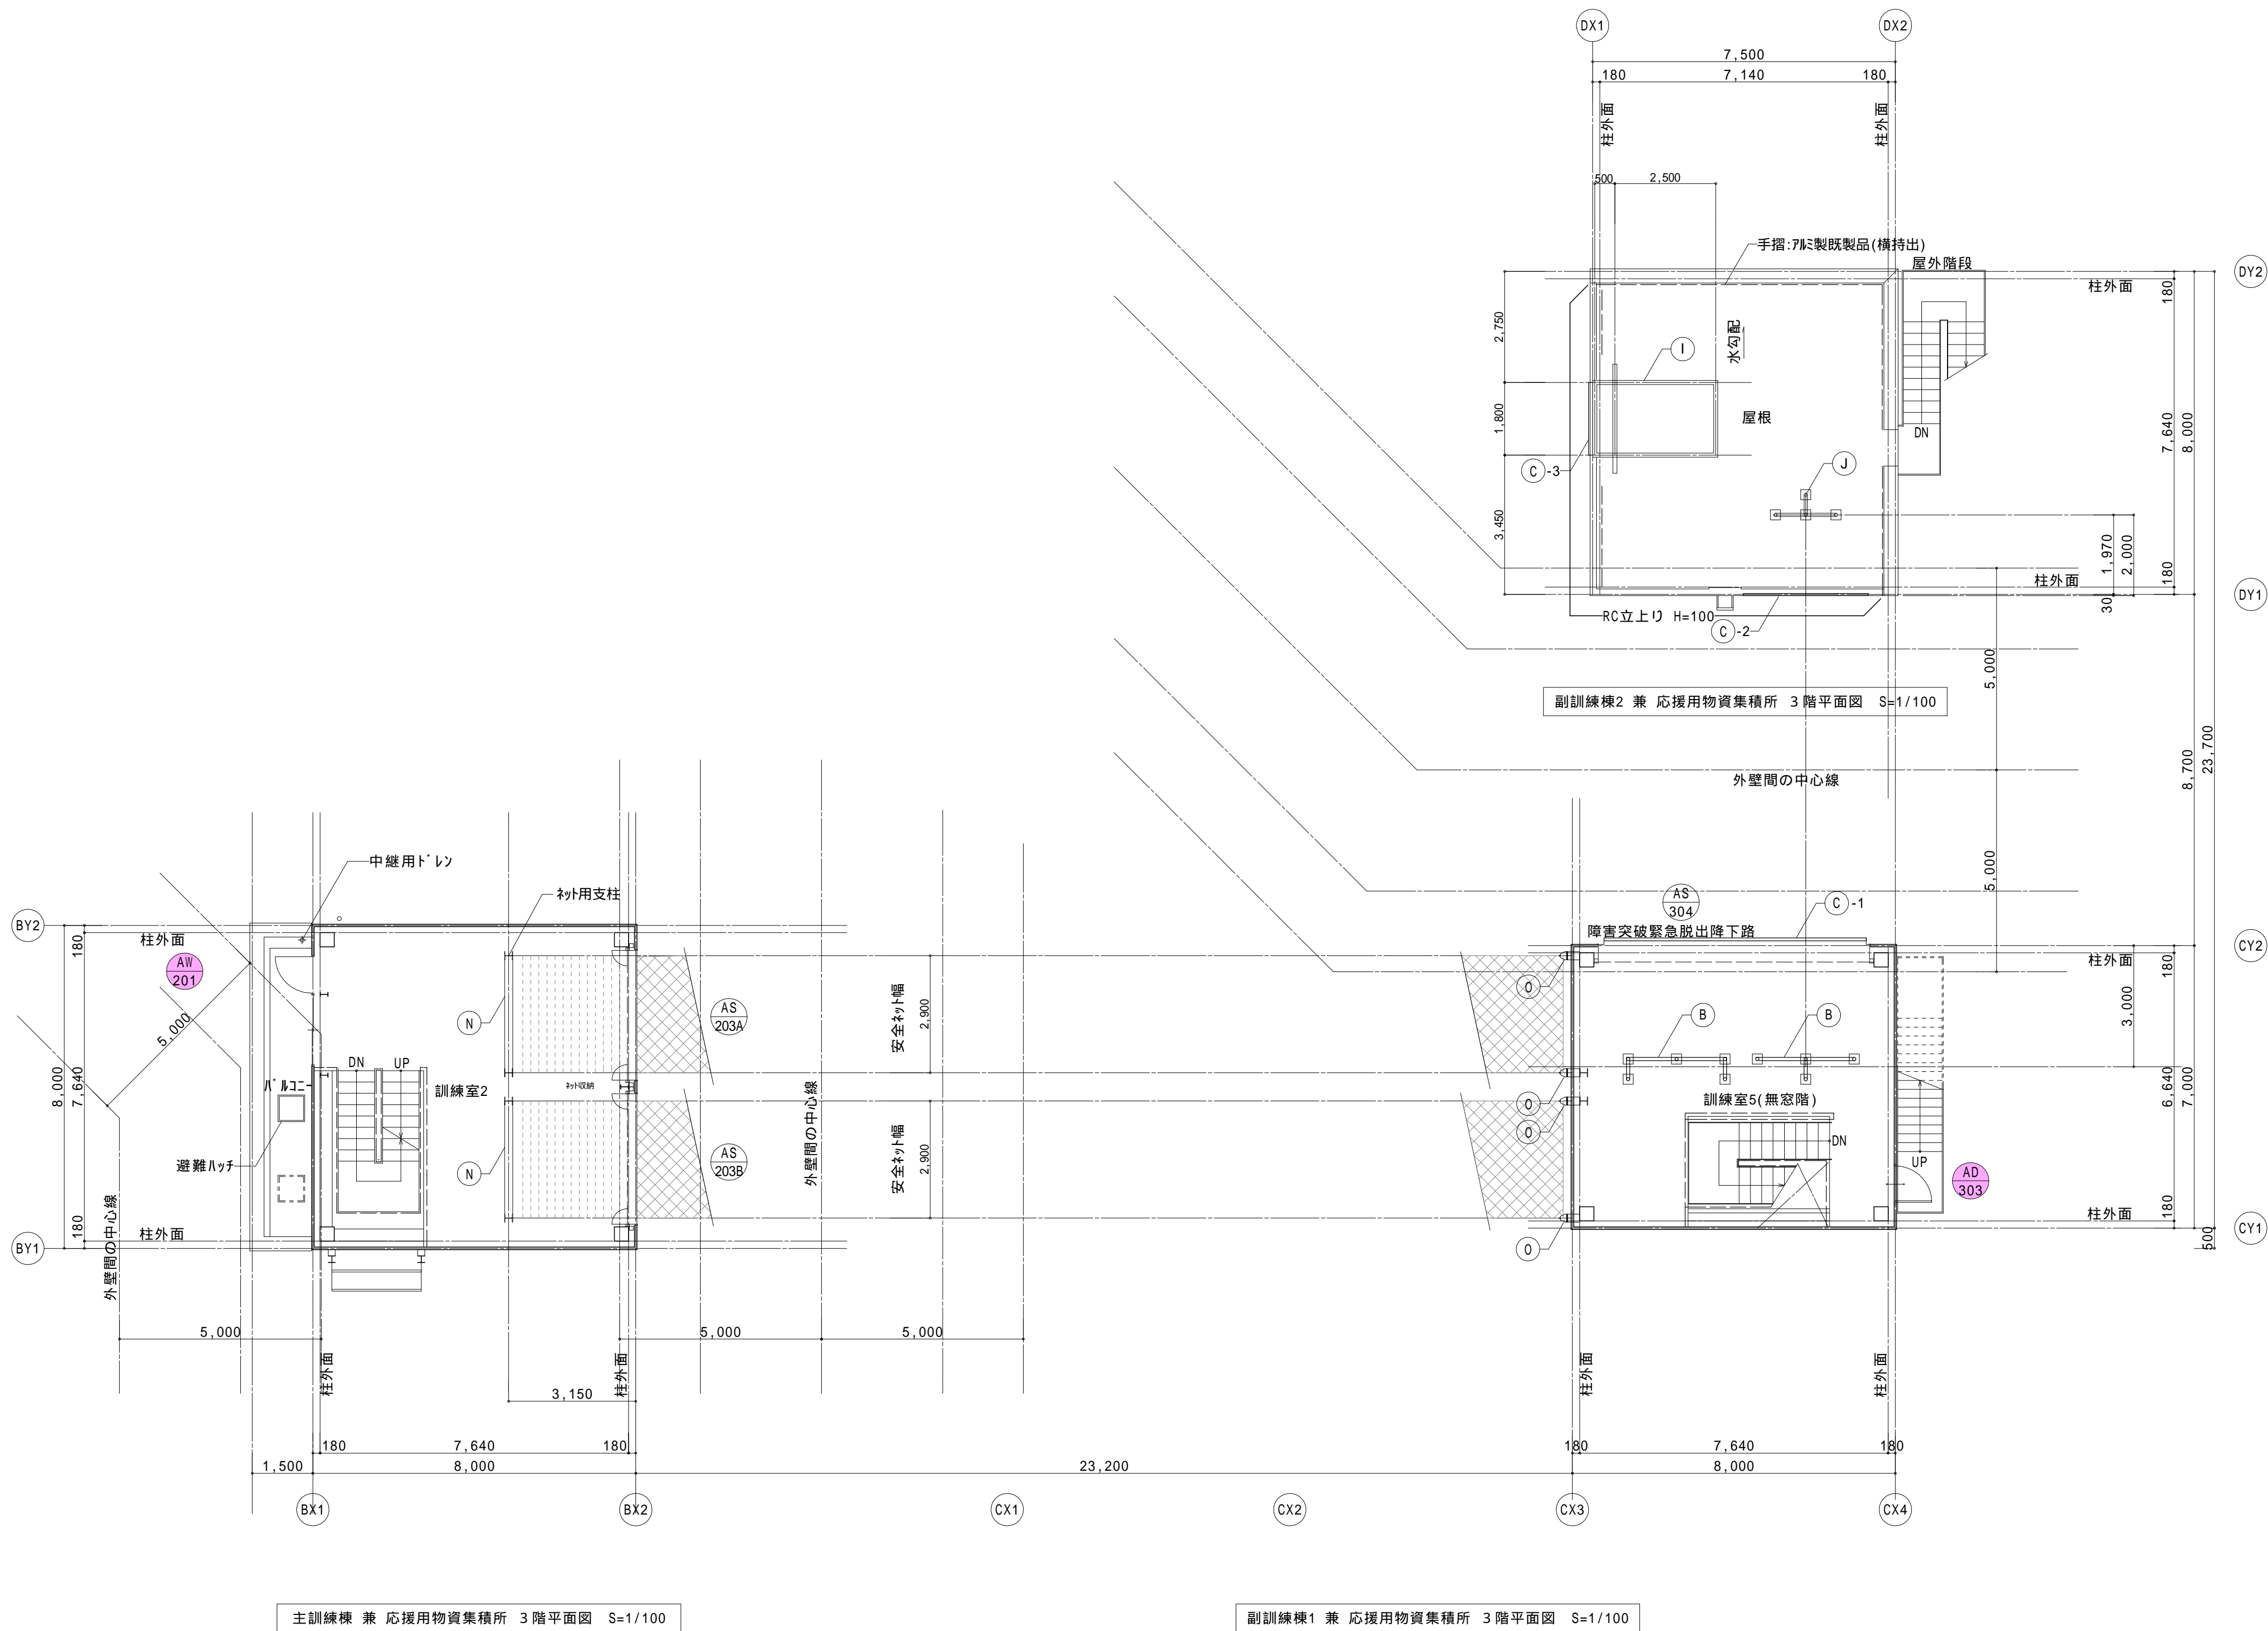 DX1
DX2
7,500
180
7,140
180
柱外面
柱外面
500
2,500
手摺:アルミ製既製品(横持出)
屋外階段
DY2
柱外面
180
2,750
水勾配
I
1,800
屋根
7,640
8,000
DN
C-3
J
3,450
1,970
2,000
柱外面
180
30
DY1
RC立上り H=100
C-2
5,000
副訓練棟2 兼 応援用物資集積所 3階平面図 S=1/100
8,700
23,700
外壁間の中心線
5,000
中継用ドレン
ネット用支柱
AS
304
C-1
障害突破緊急脱出降下路
BY2
180
柱外面
AW
201
5,000
CY2
柱外面
180
3,000
N
AS
203A
安全ネット幅
2,900
O
B
B
8,000
7,640
バルコニー
DN
UP
訓練室2
ネット収納
外壁間の中心線
O
O
訓練室5(無窓階)
6,640
7,000
避難ハッチ
N
AS
203B
安全ネット幅
2,900
DN
UP
AD
303
外壁間の中心線
180
柱外面
BY1
O
柱外面
180
CY1
500
5,000
5,000
5,000
柱外面
柱外面
柱外面
柱外面
3,150
180
7,640
180
180
7,640
180
1,500
8,000
23,200
8,000
BX1
BX2
CX1
CX2
CX3
CX4
主訓練棟 兼 応援用物資集積所 3階平面図 S=1/100
副訓練棟1 兼 応援用物資集積所 3階平面図 S=1/100